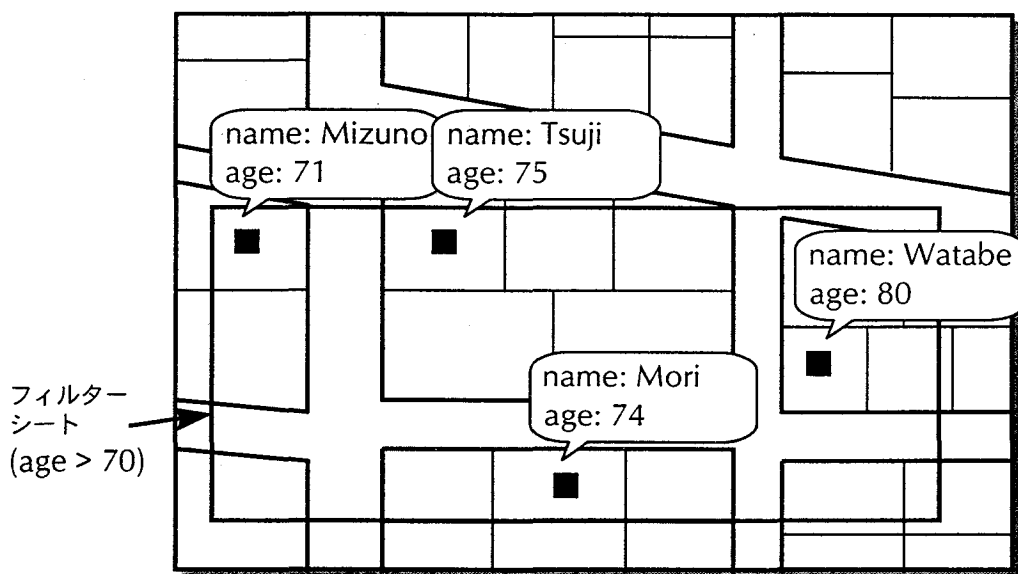 name: Mizuno
age: 71
name: Tsuji
age: 75
name: Watabe
age: 80
name: Mori
age: 74
フィルター
シート
(age > 70)